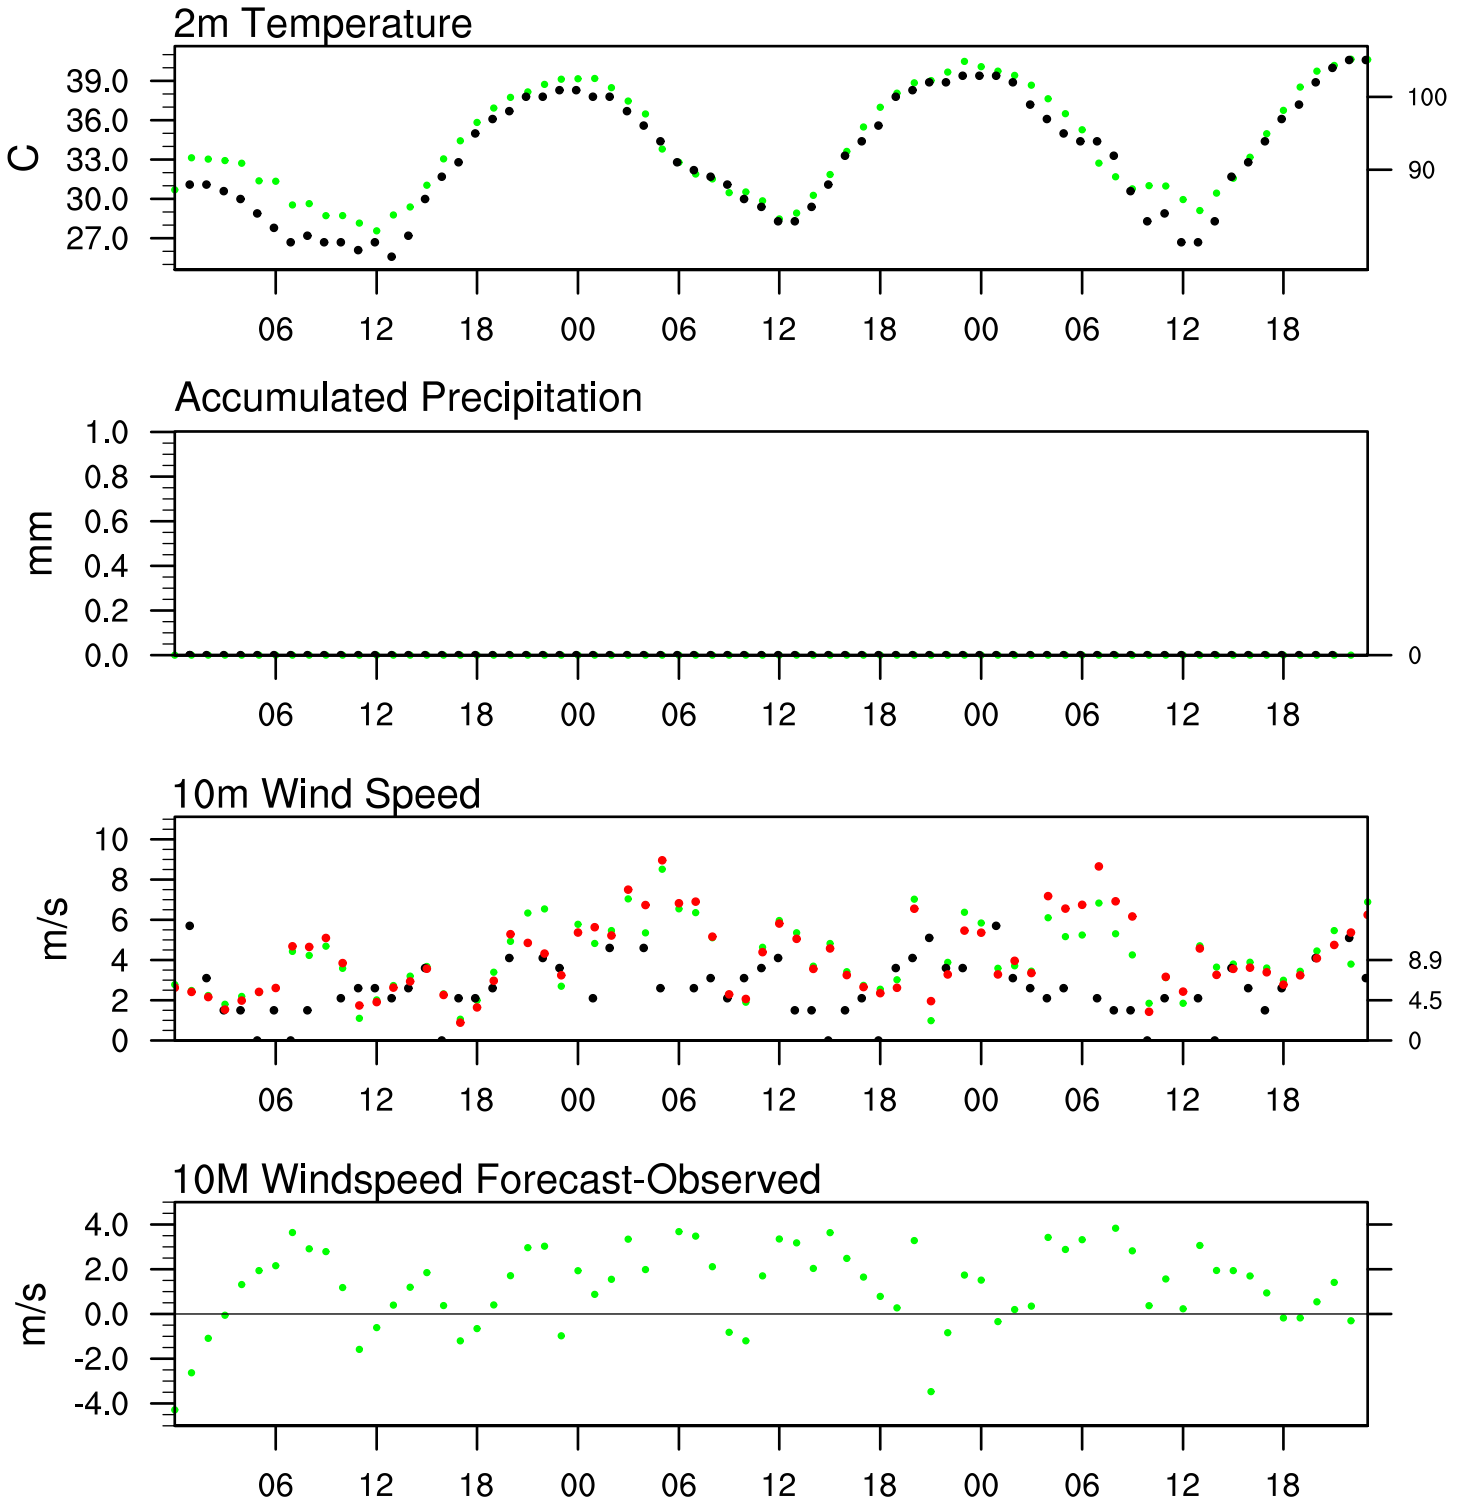 2m Temperature
39.0
36.0
33.0
30.0
27.0
C
100
90
06 12 18 00 06 12 18 00 06 12 18
Accumulated Precipitation
1.0
0.8
0.6
0.4
0.2
0.0
mm
0
06 12 18 00 06 12 18 00 06 12 18
10m Wind Speed
10
8
6
4
2
0
m/s
8.9
4.5
0
06 12 18 00 06 12 18 00 06 12 18
10M Windspeed Forecast-Observed
4.0
2.0
0.0
-2.0
-4.0
m/s
06 12 18 00 06 12 18 00 06 12 18